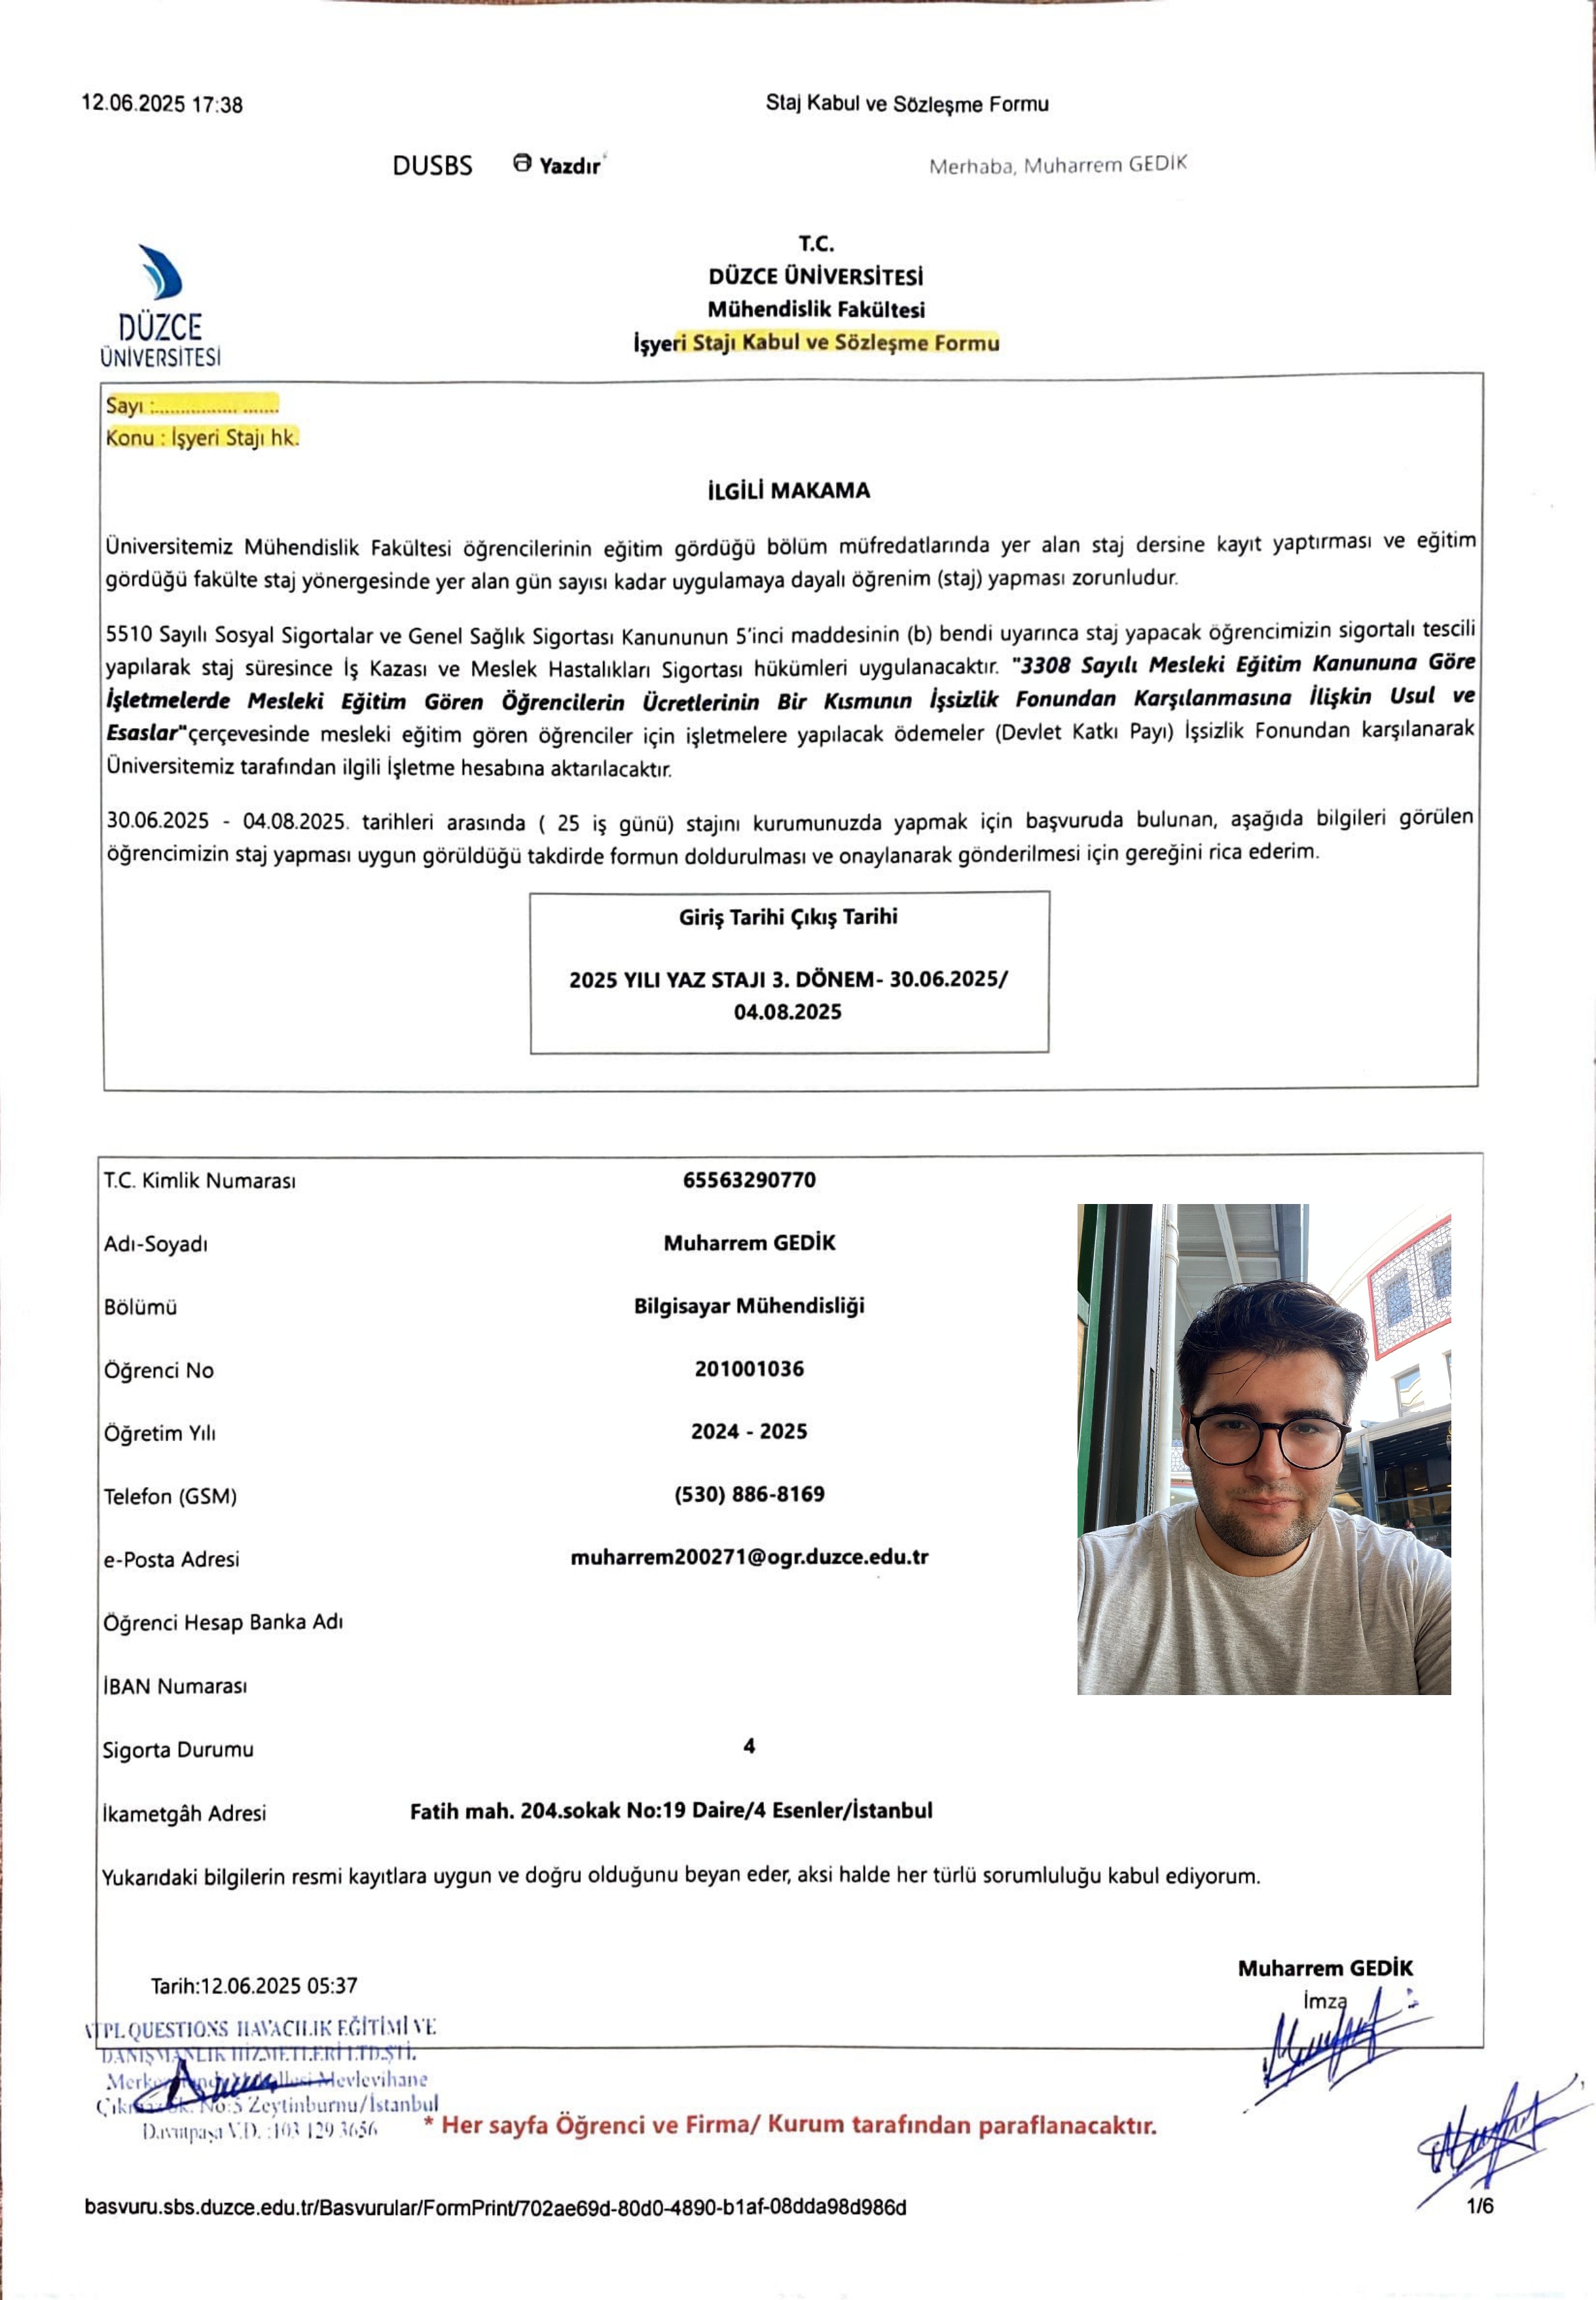 12.06.2025 17:38
Staj Kabul ve Sözleşme Formu
DUSBS Yazdır
Merhaba, Muharrem GEDİK
DÜZCE
ÜNİVERSİTESİ
T.C.
DÜZCE ÜNİVERSİTESİ
Mühendislik Fakültesi
İşyeri Stajı Kabul ve Sözleşme Formu
Sayı :................. .......
Konu : İşyeri Stajı hk.
İLGİLİ MAKAMA
Üniversitemiz Mühendislik Fakültesi öğrencilerinin eğitim gördüğü bölüm müfredatlarında yer alan staj dersine kayıt yaptırması ve eğitim
gördüğü fakülte staj yönergesinde yer alan gün sayısı kadar uygulamaya dayalı öğrenim (staj) yapması zorunludur.
5510 Sayılı Sosyal Sigortalar ve Genel Sağlık Sigortası Kanununun 5'inci maddesinin (b) bendi uyarınca staj yapacak öğrencimizin sigortalı tescili
yapılarak staj süresince İş Kazası ve Meslek Hastalıkları Sigortası hükümleri uygulanacaktır. "3308 Sayılı Mesleki Eğitim Kanununa Göre
İşletmelerde Mesleki Eğitim Gören Öğrencilerin Ücretlerinin Bir Kısmının İşsizlik Fonundan Karşılanmasına İlişkin Usul ve
Esaslar"çerçevesinde mesleki eğitim gören öğrenciler için işletmelere yapılacak ödemeler (Devlet Katkı Payı) İşsizlik Fonundan karşılanarak
Üniversitemiz tarafından ilgili İşletme hesabına aktarılacaktır.
30.06.2025 - 04.08.2025. tarihleri arasında ( 25 iş günü) stajını kurumunuzda yapmak için başvuruda bulunan, aşağıda bilgileri görülen
öğrencimizin staj yapması uygun görüldüğü takdirde formun doldurulması ve onaylanarak gönderilmesi için gereğini rica ederim.
Giriş Tarihi Çıkış Tarihi
2025 YILI YAZ STAJI 3. DÖNEM- 30.06.2025/
04.08.2025
T.C. Kimlik Numarası 65563290770
Adı-Soyadı Muharrem GEDİK
Bölümü Bilgisayar Mühendisliği
Öğrenci No 201001036
Öğretim Yılı 2024 - 2025
Telefon (GSM) (530) 886-8169
e-Posta Adresi muharrem200271@ogr.duzce.edu.tr
Öğrenci Hesap Banka Adı
İBAN Numarası
Sigorta Durumu 4
İkametgâh Adresi Fatih mah. 204.sokak No:19 Daire/4 Esenler/İstanbul
Yukarıdaki bilgilerin resmi kayıtlara uygun ve doğru olduğunu beyan eder, aksi halde her türlü sorumluluğu kabul ediyorum.
Muharrem GEDİK
İmza
Tarih:12.06.2025 05:37
QUESTIONS HAVACILIK EĞİTİMİ VE
DANIŞMANLIK HİZMETLERİ LTD.ŞTİ.
Mevlevihane
No:5 Zeytinburnu/İstanbul
Davutpaşa V.D. :103 129 3656
* Her sayfa Öğrenci ve Firma/ Kurum tarafından paraflanacaktır.
basvuru.sbs.duzce.edu.tr/Basvurular/FormPrint/702ae69d-80d0-4890-b1af-08dda98d986d
1/6